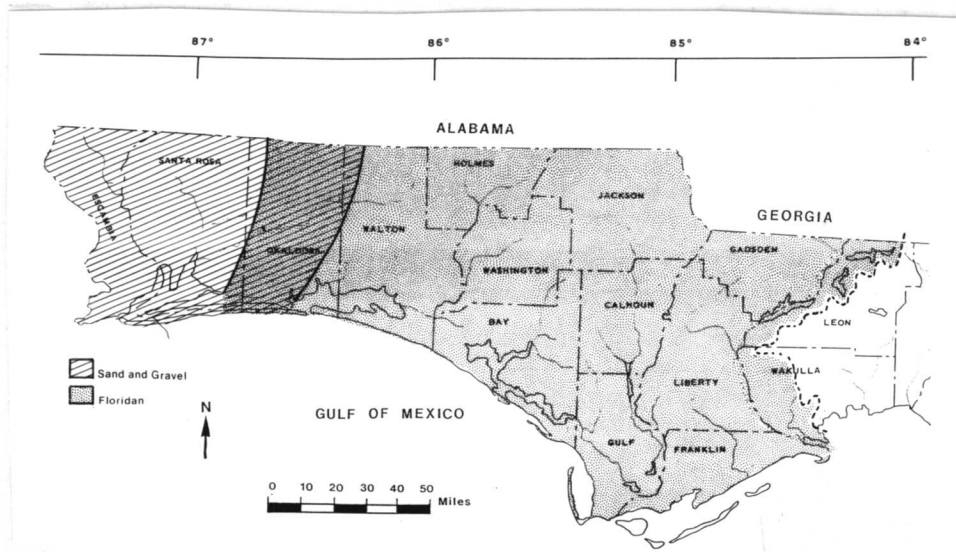 87° 86° 85° 84°
ALABAMA
SANTA ROSA
HOLMES
JACKSON
ESCAMBIA
GEORGIA
OKALOOSA
WALTON
GADSDEN
WASHINGTON
CALHOUN
BAY
LEON
Sand and Gravel
WAKULLA
LIBERTY
Floridan
GULF OF MEXICO
N
GULF
FRANKLIN
0 10 20 30 40 50
Miles